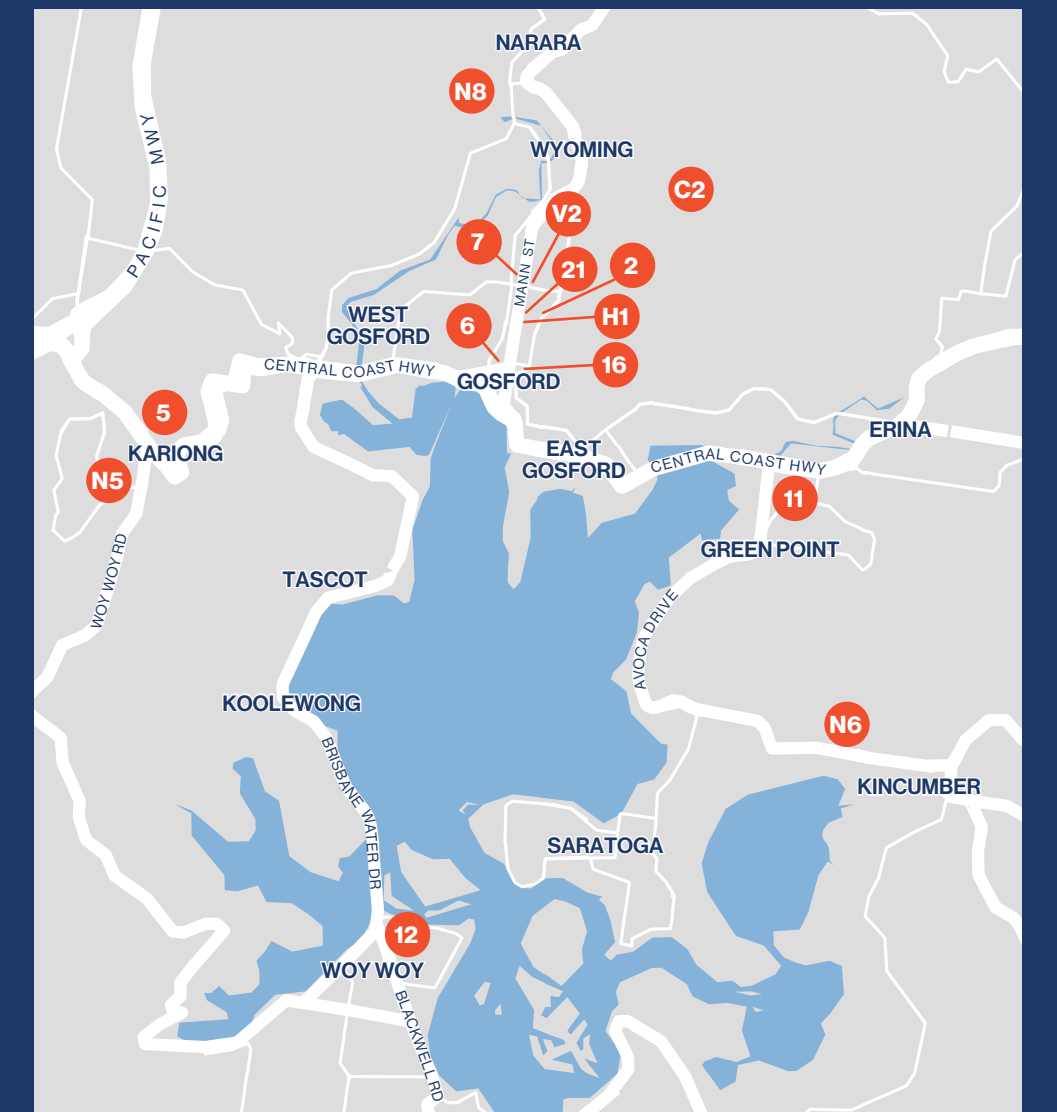 NARARA
N8
PACIFIC MWY
WYOMING
C2
V2
7
MANN ST
21
2
WEST
GOSFORD
6
H1
16
CENTRAL COAST HWY
GOSFORD
5
KARIONG
N5
EAST
GOSFORD
CENTRAL COAST HWY
ERINA
11
GREEN POINT
WOY WOY RD
TASCOT
AVOCA DRIVE
KOOLEWONG
N6
BRISBANE WATER DR
KINCUMBER
SARATOGA
12
WOY WOY
BLACKWELL RD